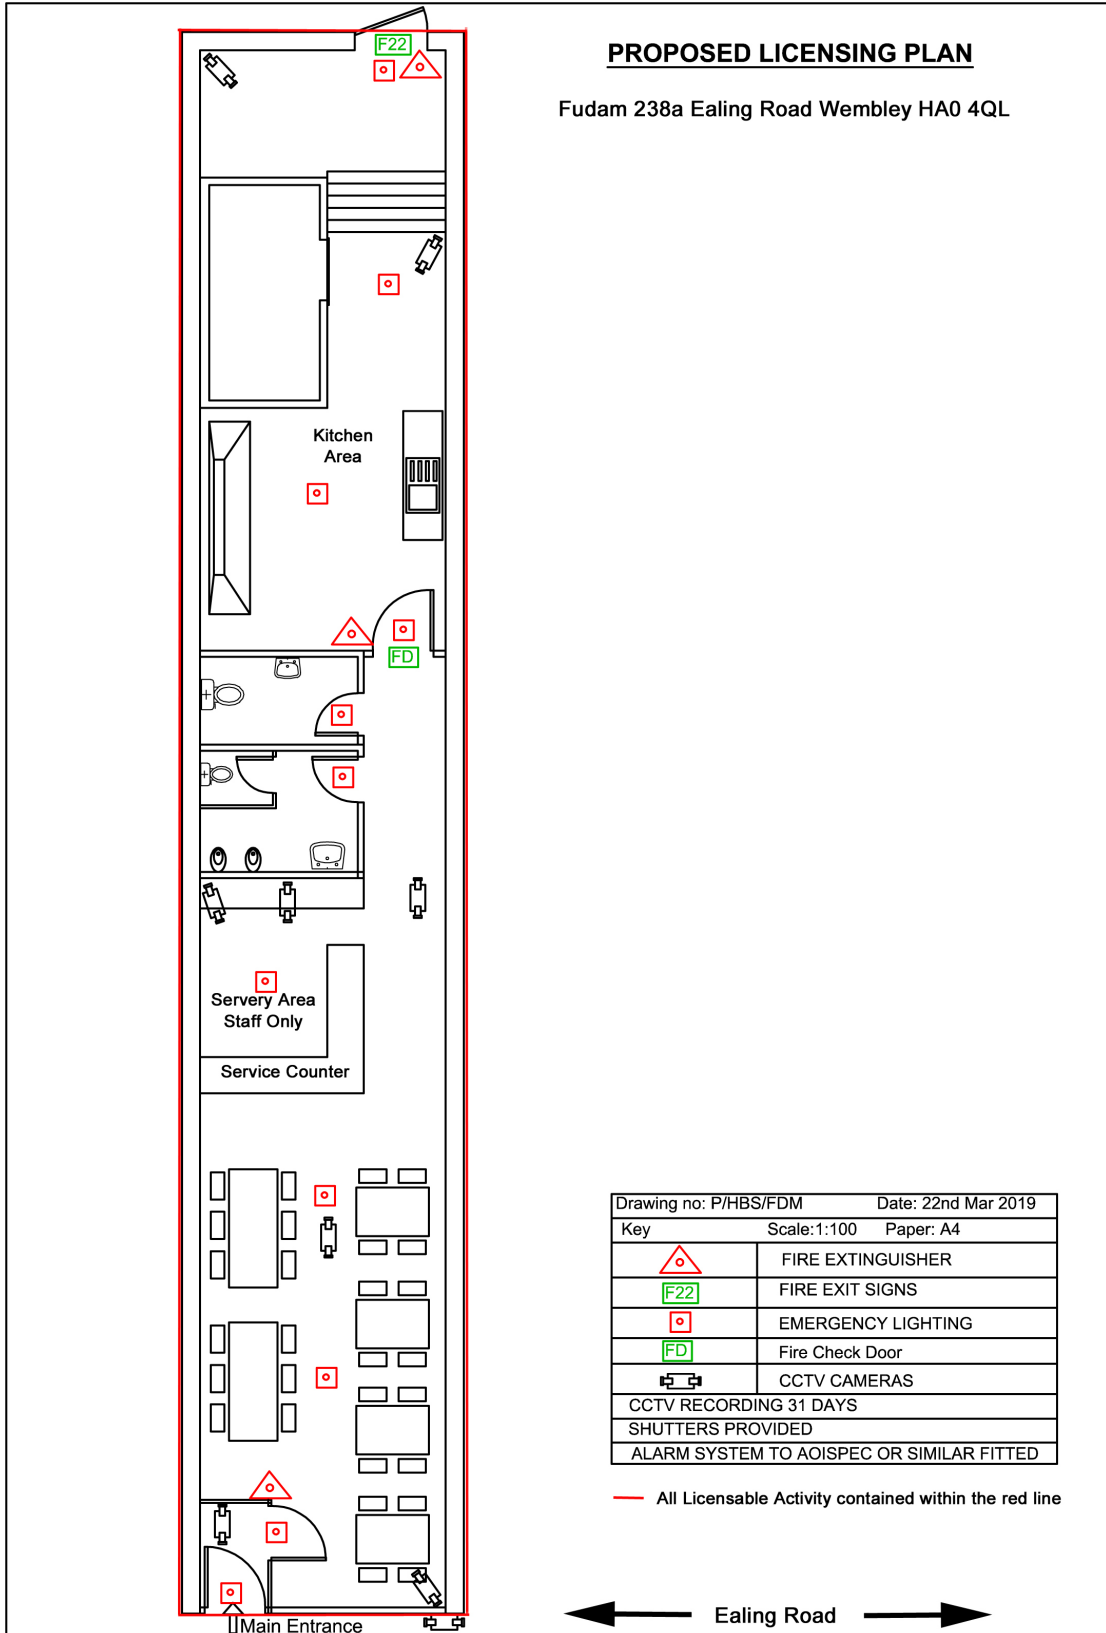 PROPOSED LICENSING PLAN
Fudam 238a Ealing Road Wembley HA0 4QL
F22
Kitchen
Area
FD
Servery Area
Staff Only
Service Counter
Main Entrance
Drawing no: P/HBS/FDM Date: 22nd Mar 2019
Key Scale:1:100 Paper: A4
FIRE EXTINGUISHER
F22 FIRE EXIT SIGNS
EMERGENCY LIGHTING
FD Fire Check Door
CCTV CAMERAS
CCTV RECORDING 31 DAYS
SHUTTERS PROVIDED
ALARM SYSTEM TO AOISPEC OR SIMILAR FITTED
All Licensable Activity contained within the red line
Ealing Road